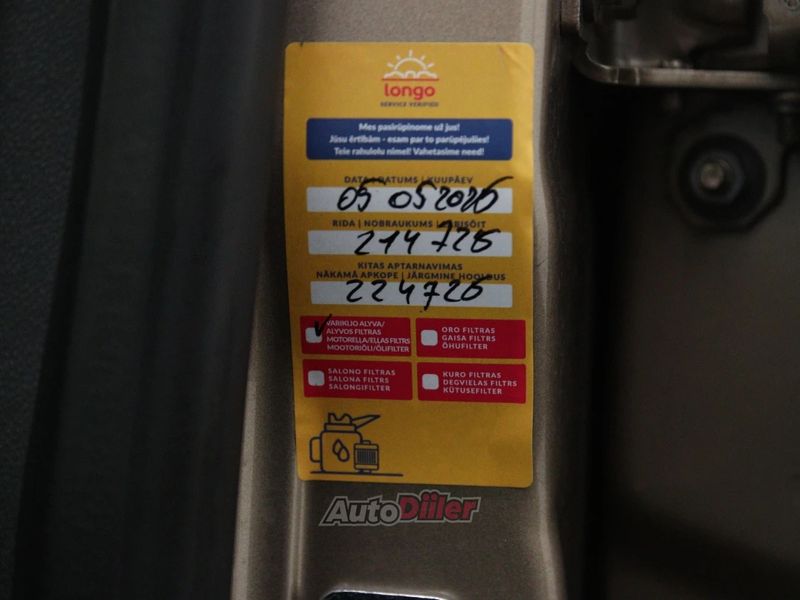 longo
SERVICE VERIFIED
Mes pasirūpinome už jus!
Jūsu ērtībām - esam par to parūpējušies!
Teie rahulolu nimel! Vahetasime need!
DATA | DATUMS | KUUPÄEV
05 05 2026
RIDA | NOBRAUKUMS | LÄBISÕIT
214 726
KITAS APTARNAVIMAS
NĀKAMĀ APKOPE | JÄRGMINE HOOLDUS
224726
VARIKLIO ALYVA/
ALYVOS FILTRAS
MOTOREĻĻA/EĻĻAS FILTRS
MOOTORIÕLI/ÕLIFILTER
ORO FILTRAS
GAISA FILTRS
ÕHUFILTER
SALONO FILTRAS
SALONA FILTRS
SALONGIFILTER
KURO FILTRAS
DEGVIELAS FILTRS
KÜTUSEFILTER
AutoDiiler